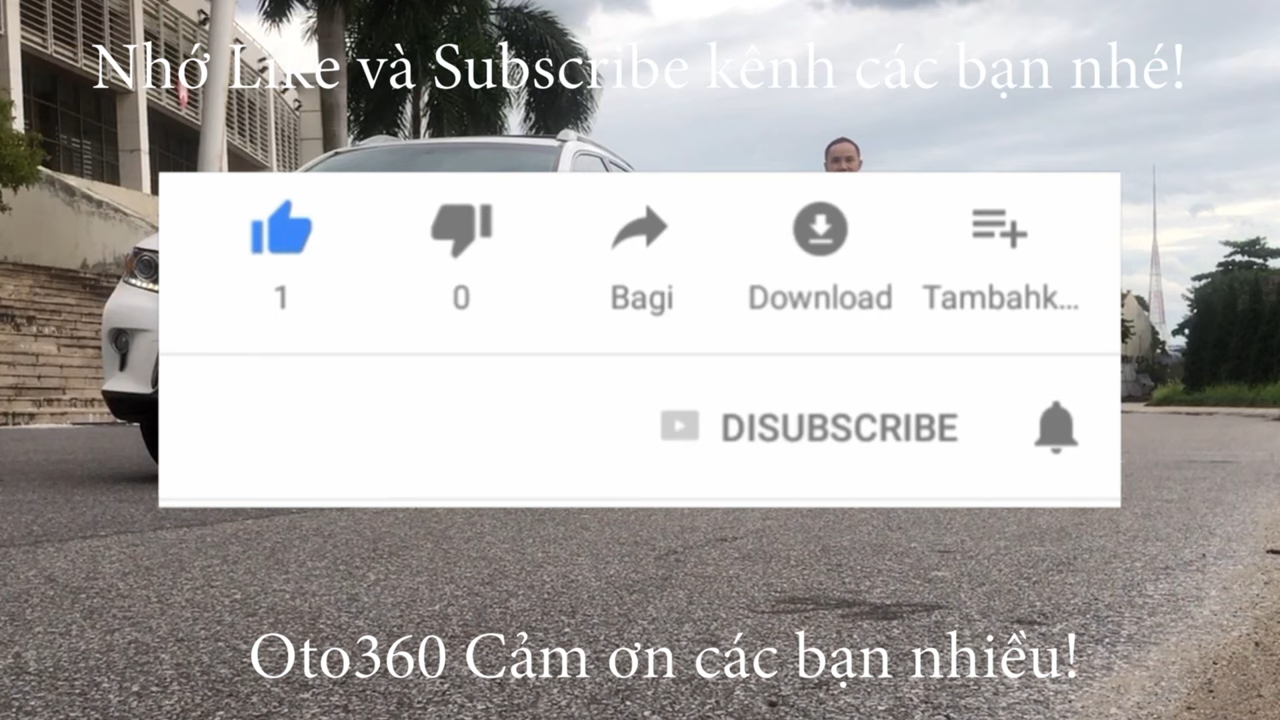 Nhớ Like và Subscribe kênh các bạn nhé!
1 0 Bagi Download Tambahk...
DISUBSCRIBE
Oto360 Cảm ơn các bạn nhiều!